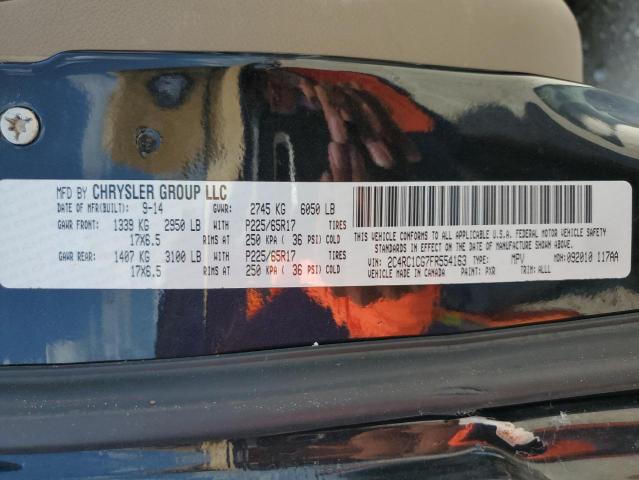 MFD BY CHRYSLER GROUP LLC
DATE OF MFR(BUILT): 9-14 GVWR: 2745 KG 6050 LB
GAWR FRONT: 1339 KG 2950 LB WITH P225/65R17 TIRES
17X6.5 RIMS AT 250 KPA ( 36 PSI) COLD
GAWR REAR: 1407 KG 3100 LB WITH P225/65R17 TIRES
17X6.5 RIMS AT 250 KPA ( 36 PSI) COLD
THIS VEHICLE CONFORMS TO ALL APPLICABLE U.S.A. FEDERAL MOTOR VEHICLE SAFETY
STANDARDS IN EFFECT ON THE DATE OF MANUFACTURE SHOWN ABOVE.
VIN: 2C4RC1CG7FR554163 TYPE: MPV MDH: 092010 117AA
MADE IN CANADA PAINT: PXR TRIM: ALLL